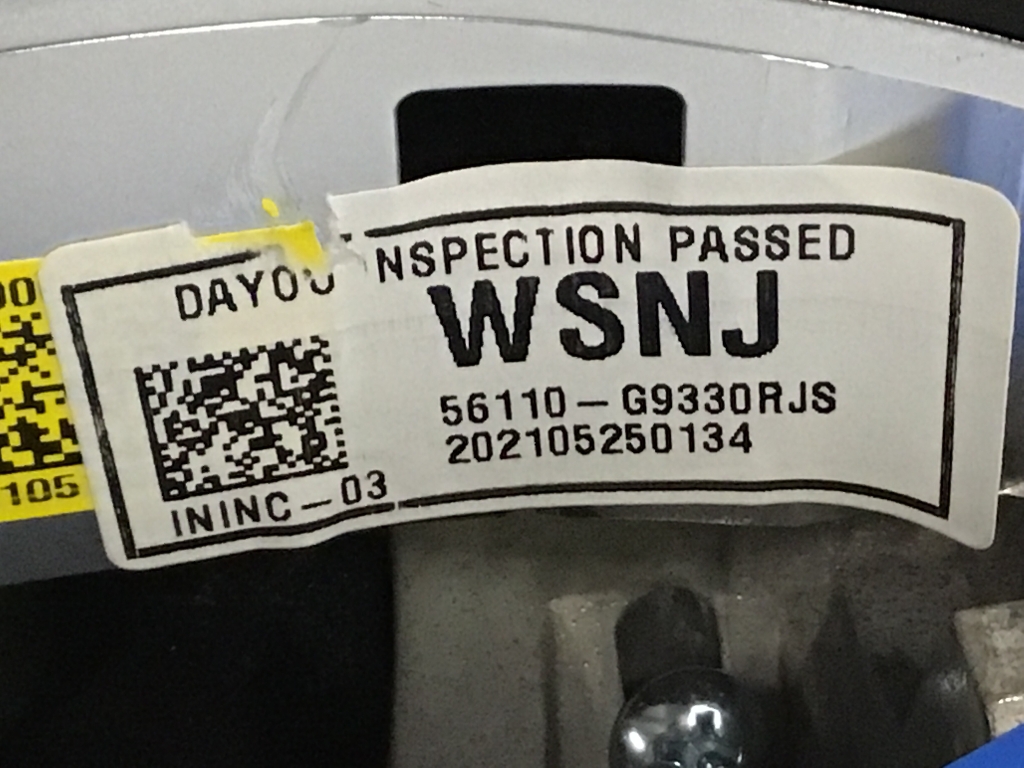 DAYOU INSPECTION PASSED
WSNJ
56110-G9330RJS
202105250134
ININC-03
105